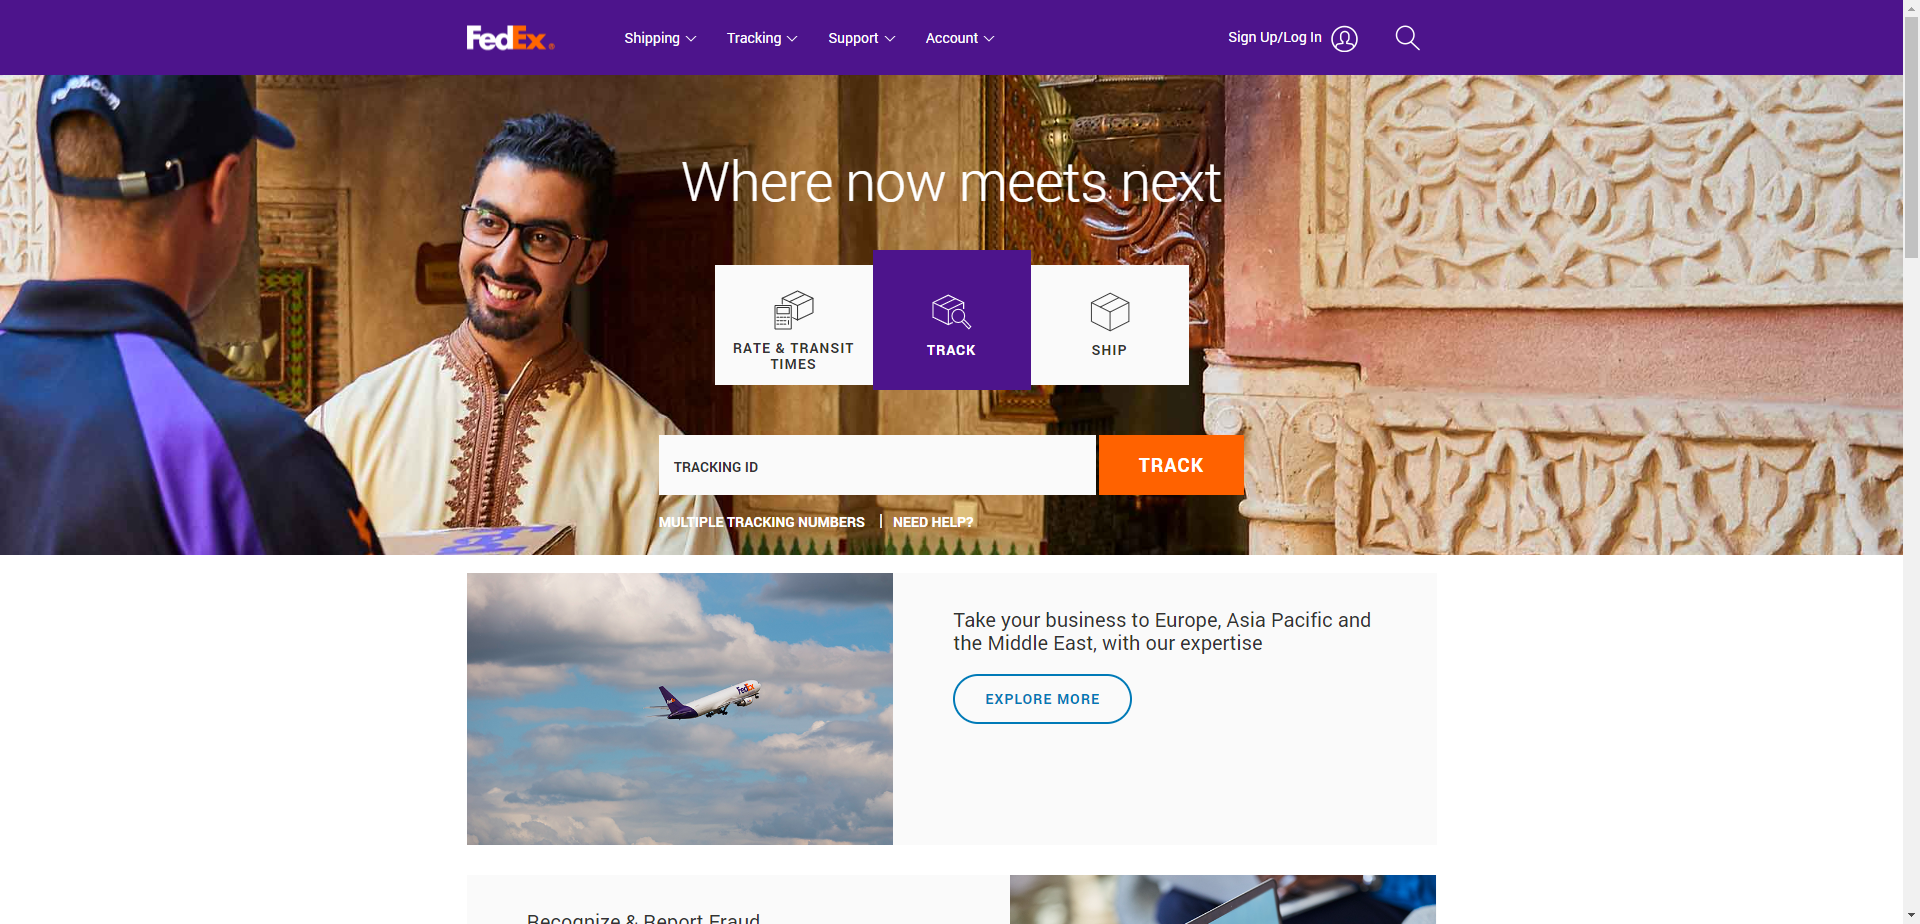 FedEx®
Shipping
Tracking
Support
Account
Sign Up/Log In
Where now meets next
RATE & TRANSIT
TIMES
TRACK
SHIP
TRACKING ID
TRACK
MULTIPLE TRACKING NUMBERS | NEED HELP?
FedEx
Take your business to Europe, Asia Pacific and
the Middle East, with our expertise
EXPLORE MORE
Recognize & Report Fraud